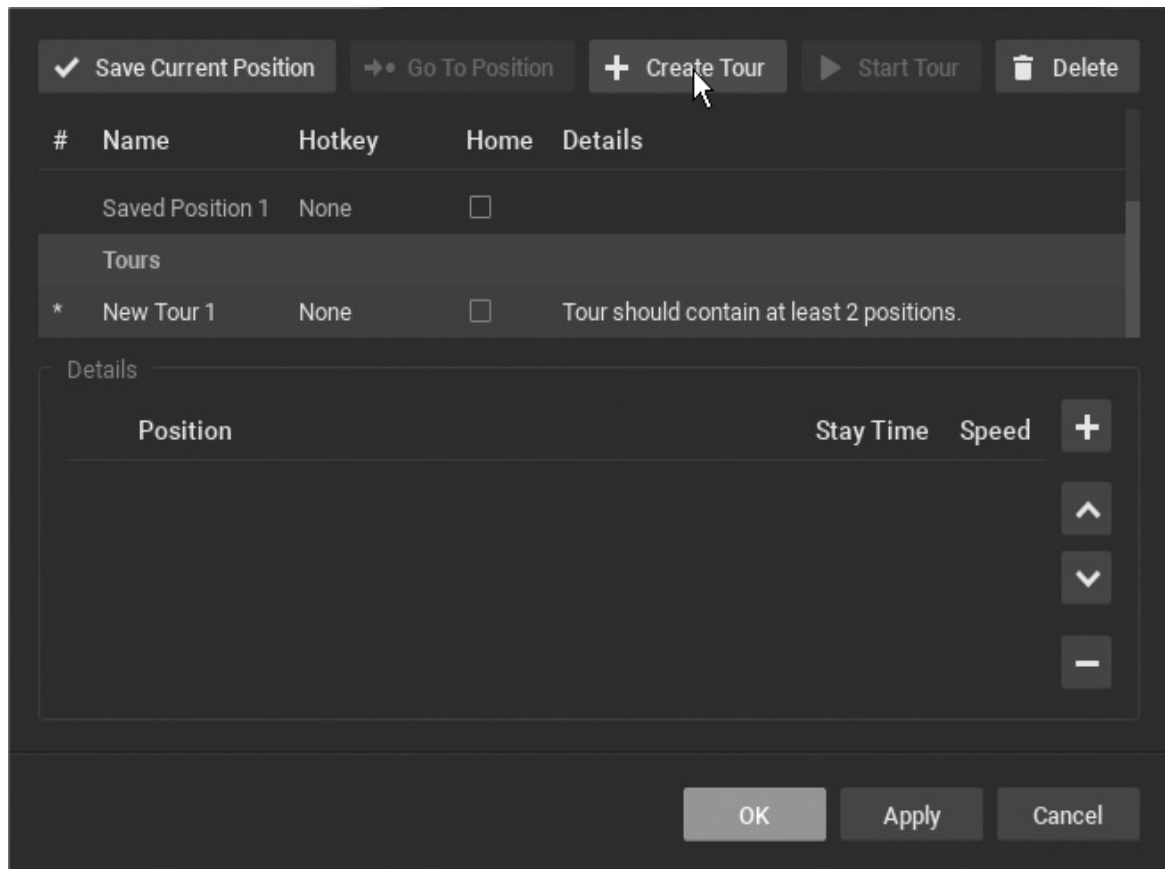 Save Current Position Go To Position Create Tour Start Tour Delete
# Name Hotkey Home Details
Saved Position 1 None
Tours
* New Tour 1 None Tour should contain at least 2 positions.
Details
Position Stay Time Speed
OK Apply Cancel